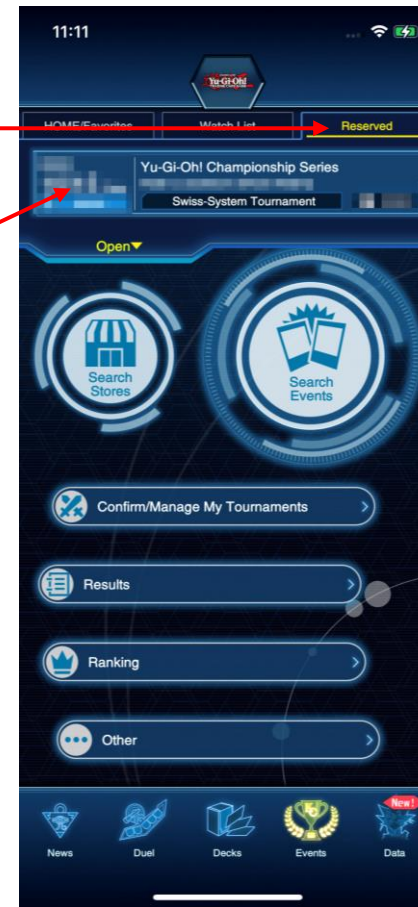 11:11
Yu-Gi-Oh!
HOME/Favorites
Watch List
Reserved
Yu-Gi-Oh! Championship Series
Swiss-System Tournament
Open▼
Search
Stores
Search
Events
Confirm/Manage My Tournaments
Results
Ranking
Other
New!
News
Duel
Decks
Events
Data